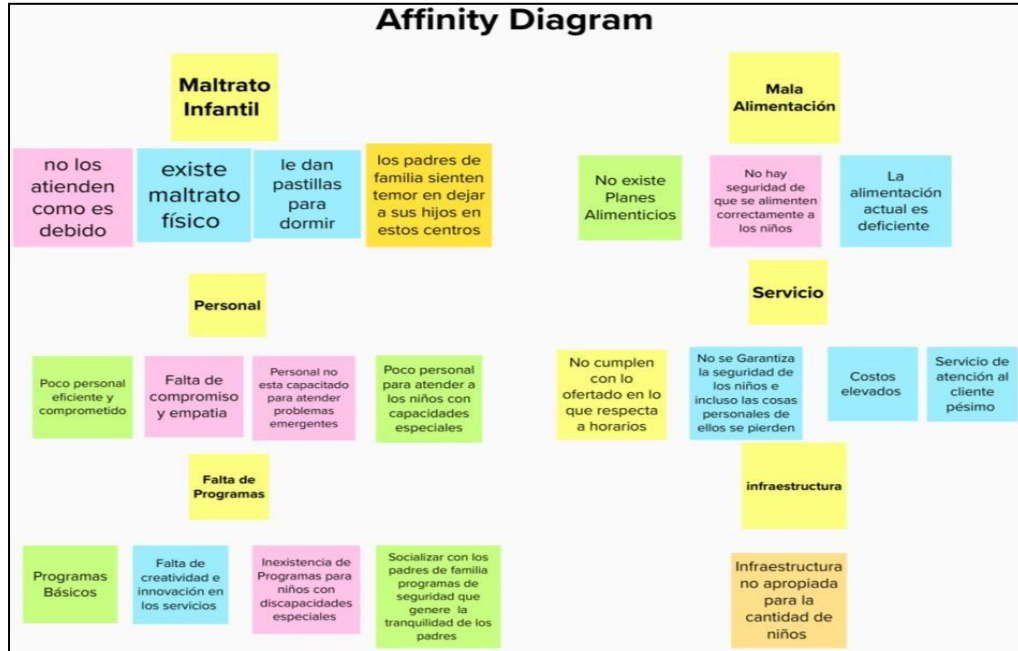 Affinity Diagram
Maltrato
Infantil
no los
atienden
como es
debido
existe
maltrato
físico
le dan
pastillas
para
dormir
los padres de
familia sienten
temor en dejar
a sus hijos en
estos centros
Mala
Alimentación
No existe
Planes
Alimenticios
No hay
seguridad de
que se alimenten
correctamente a
los niños
La
alimentación
actual es
deficiente
Personal
Poco personal
eficiente y
comprometido
Falta de
compromiso
y empatia
Personal no
esta capacitado
para atender
problemas
emergentes
Poco personal
para atender a
los niños con
capacidades
especiales
Servicio
No cumplen
con lo
ofertado en lo
que respecta
a horarios
No se Garantiza
la seguridad de
los niños e
incluso las cosas
personales de
ellos se pierden
Costos
elevados
Servicio de
atención al
cliente
pésimo
Falta de
Programas
Programas
Básicos
Falta de
creatividad e
innovación en
los servicios
Inexistencia de
Programas para
niños con
discapacidades
especiales
Socializar con los
padres de familia
programas de
seguridad que
genere la
tranquilidad de los
padres
infraestructura
Infraestructura
no apropiada
para la
cantidad de
niños